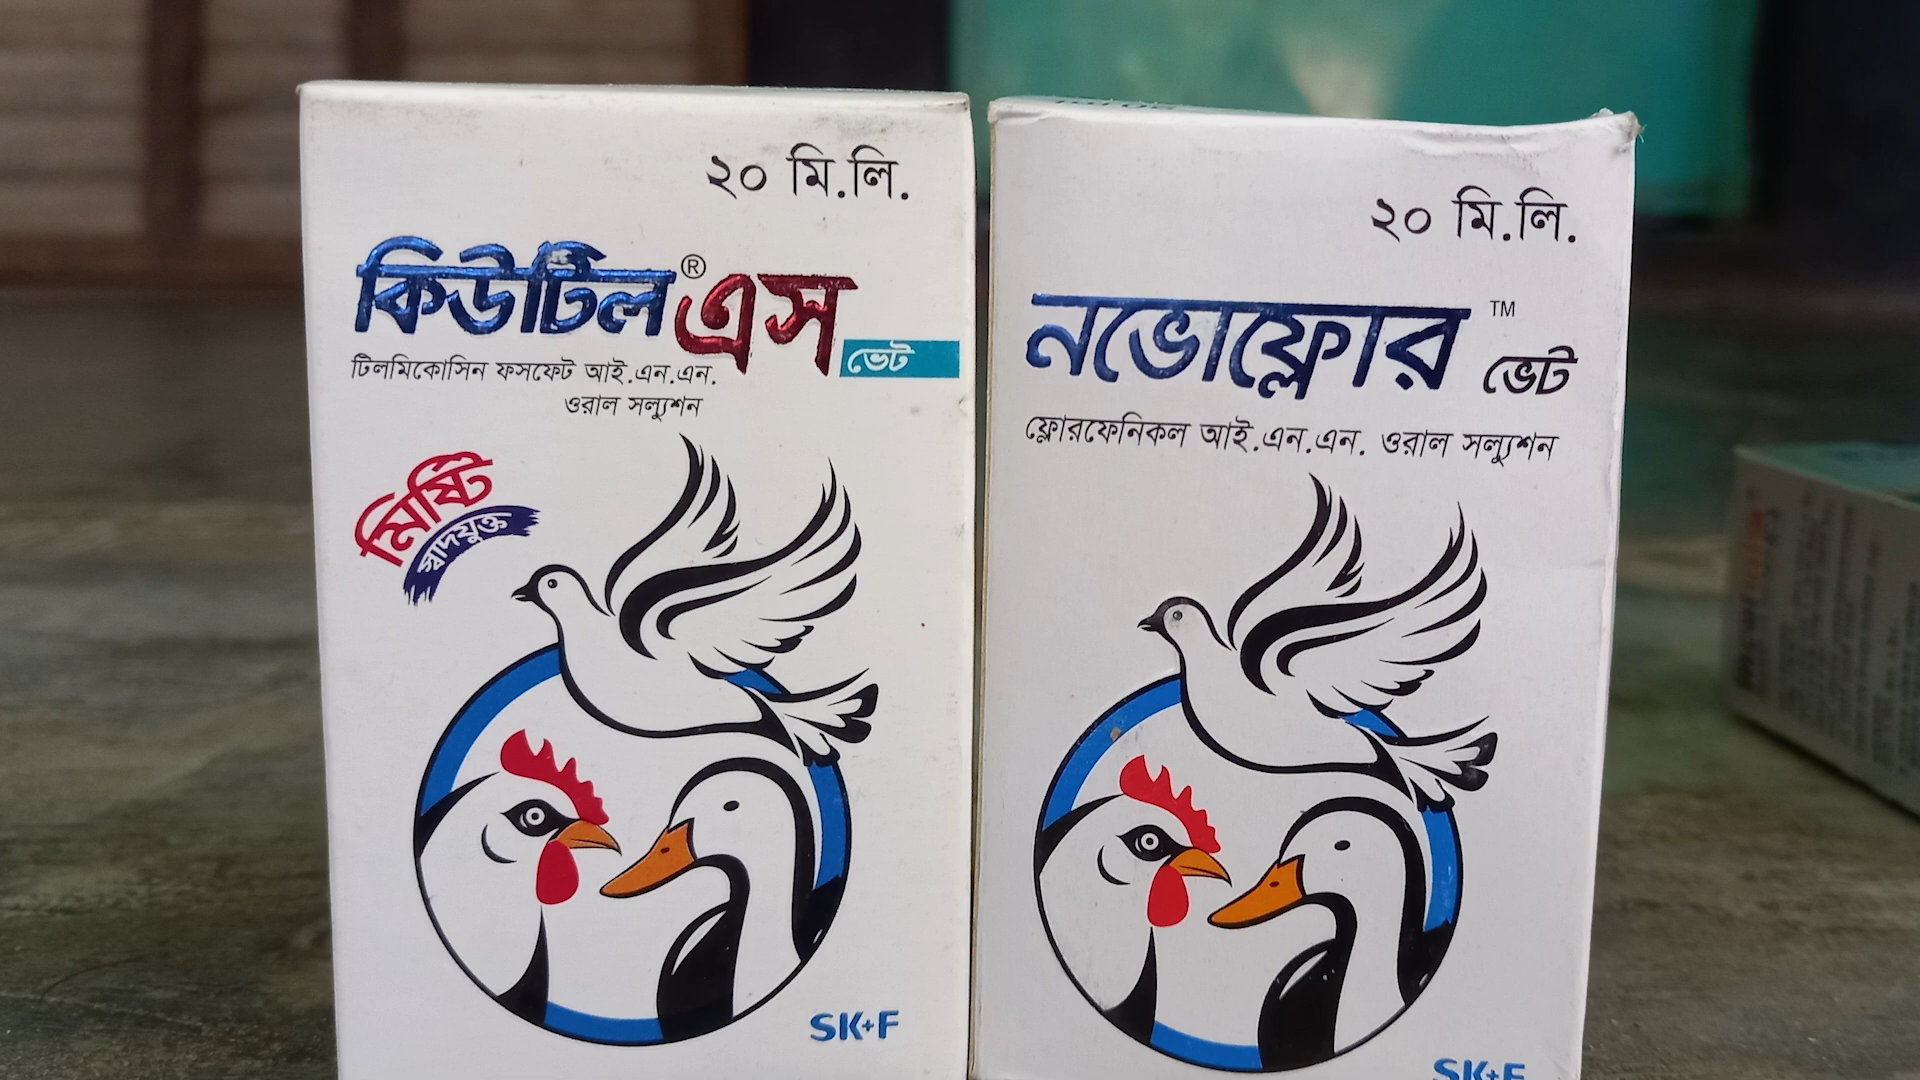 ২০ মি.লি.
কিউটিল® এস
ভেট
টিলমিকোসিন ফসফেট আই.এন.এন.
ওরাল সল্যুশন
মিষ্টি
স্বাদযুক্ত
SK+F
২০ মি.লি.
নভোফ্লোর™ ভেট
ফ্লোরফেনিকল আই.এন.এন. ওরাল সল্যুশন
SK+F